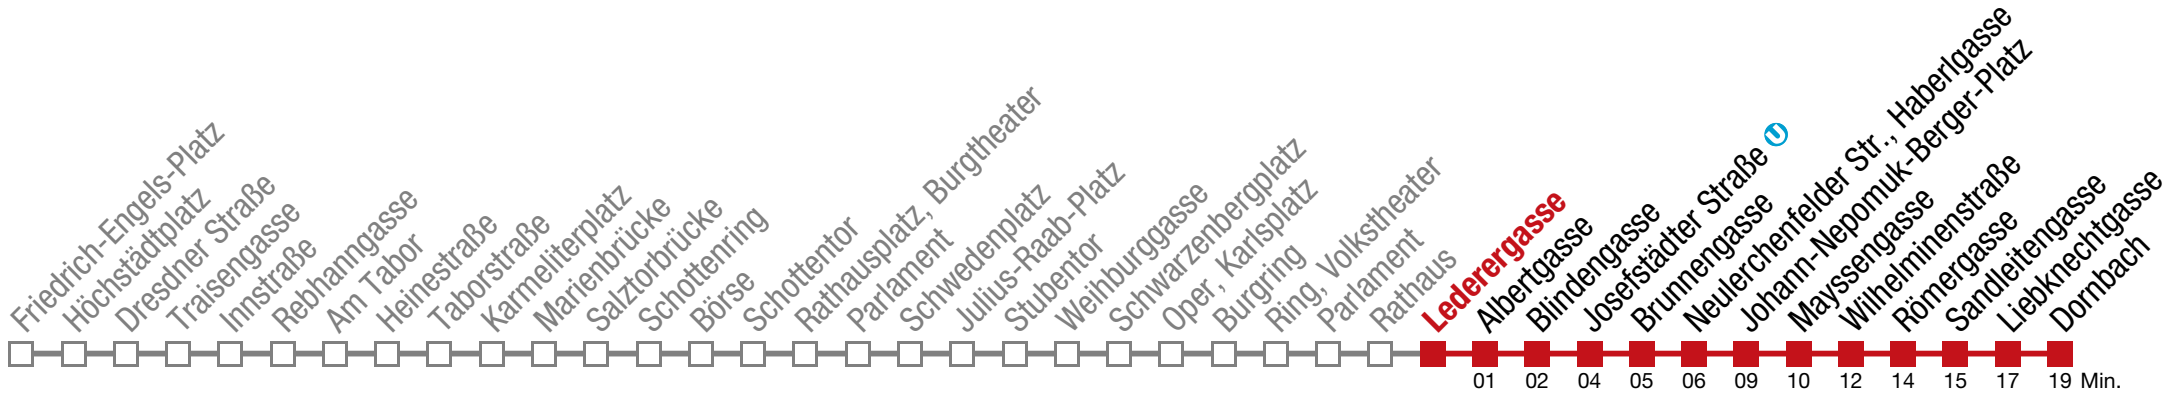 Friedrich-Engels-Platz
Höchstädtplatz
Dresdner Straße
Traisengasse
Innstraße
Rebhanngasse
Am Tabor
Heinestraße
Taborstraße
Karmeliterplatz
Marienbrücke
Salztorbrücke
Schottenring
Börse
Schottentor
Rathausplatz, Burgtheater
Parlament
Schwedenplatz
Julius-Raab-Platz
Stubentor
Weihburggasse
Schwarzenbergplatz
Oper, Karlsplatz
Burgring
Ring, Volkstheater
Parlament
Rathaus
Lederergasse
Albertgasse
Blindengasse
Josefstädter Straße U
Brunnengasse
Neulerchenfelder Str., Haberlgasse
Johann-Nepomuk-Berger-Platz
Mayssengasse
Wilhelminenstraße
Römergasse
Sandleitengasse
Liebknechtgasse
Dornbach
01 02 04 05 06 09 10 12 14 15 17 19 Min.